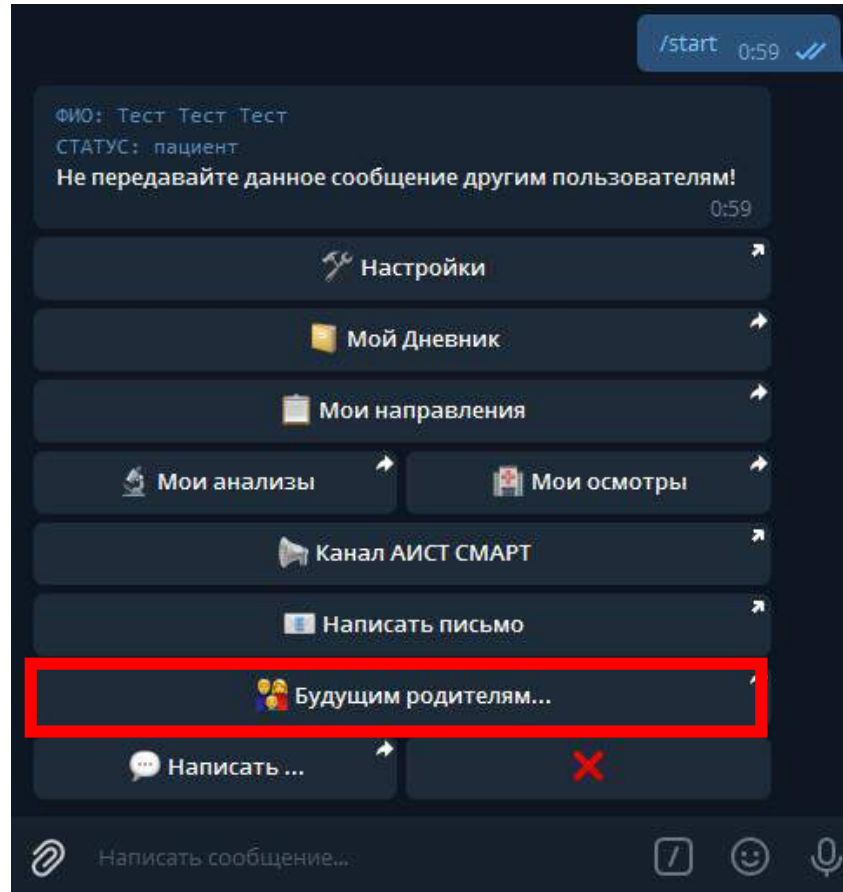 /start 0:59
ФИО: Тест Тест Тест
СТАТУС: пациент
Не передавайте данное сообщение другим пользователям!
0:59
Настройки
Мой Дневник
Мои направления
Мои анализы
Мои осмотры
Канал АИСТ СМАРТ
Написать письмо
Будущим родителям...
Написать ...
Написать сообщение...